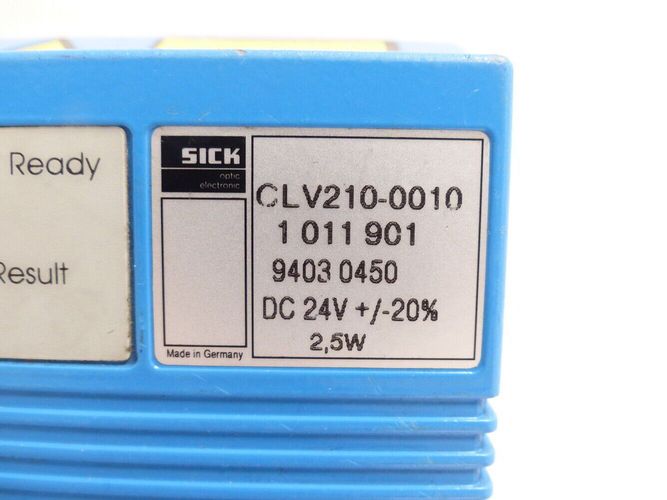 Ready
Result
SICK
optic
electronic
CLV210-0010
1 011 901
9403 0450
DC 24V +/-20%
2,5W
Made in Germany